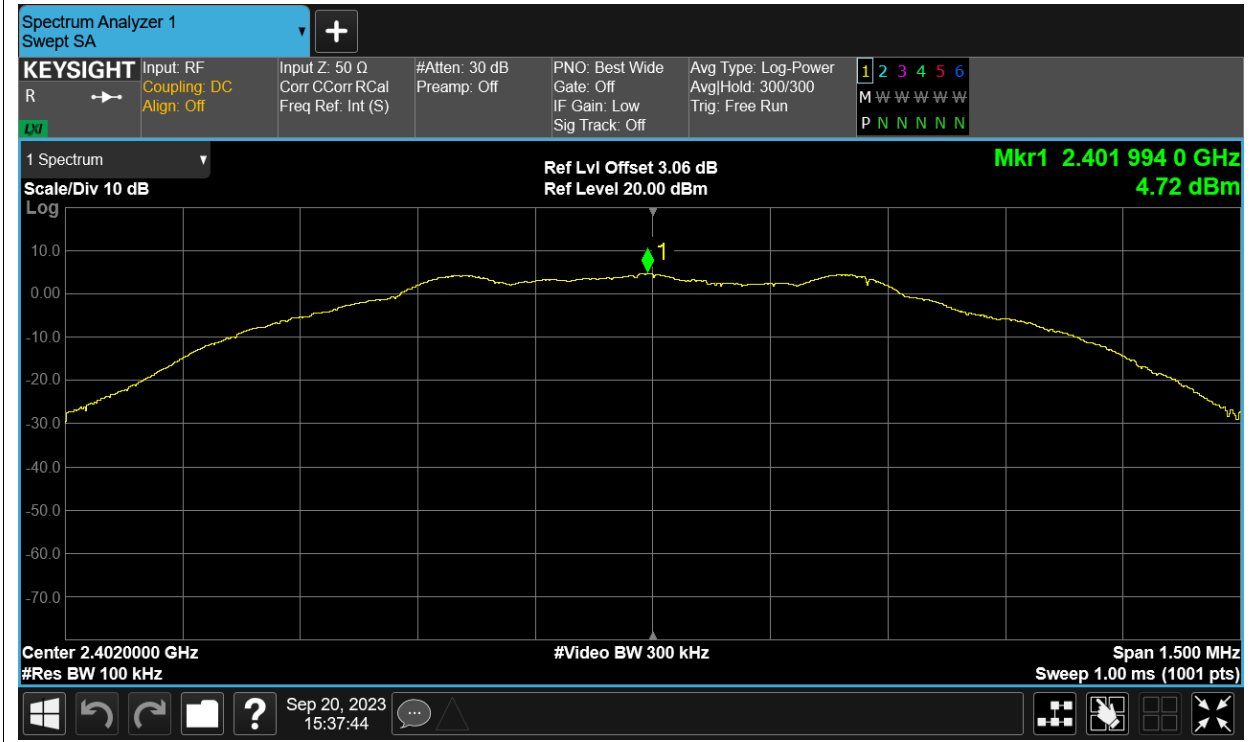 Spectrum Analyzer 1
Swept SA
+
KEYSIGHT
R
LXI
Input: RF
Coupling: DC
Align: Off
Input Z: 50 Ω
Corr CCorr RCal
Freq Ref: Int (S)
#Atten: 30 dB
Preamp: Off
PNO: Best Wide
Gate: Off
IF Gain: Low
Sig Track: Off
Avg Type: Log-Power
Avg|Hold: 300/300
Trig: Free Run
1 2 3 4 5 6
M W W W W W W
P N N N N N N
1 Spectrum
Scale/Div 10 dB
Ref Lvl Offset 3.06 dB
Ref Level 20.00 dBm
Mkr1 2.401 994 0 GHz
4.72 dBm
Log
1
10.0
0.00
-10.0
-20.0
-30.0
-40.0
-50.0
-60.0
-70.0
Center 2.4020000 GHz
#Video BW 300 kHz
Span 1.500 MHz
#Res BW 100 kHz
Sweep 1.00 ms (1001 pts)
?
Sep 20, 2023
15:37:44